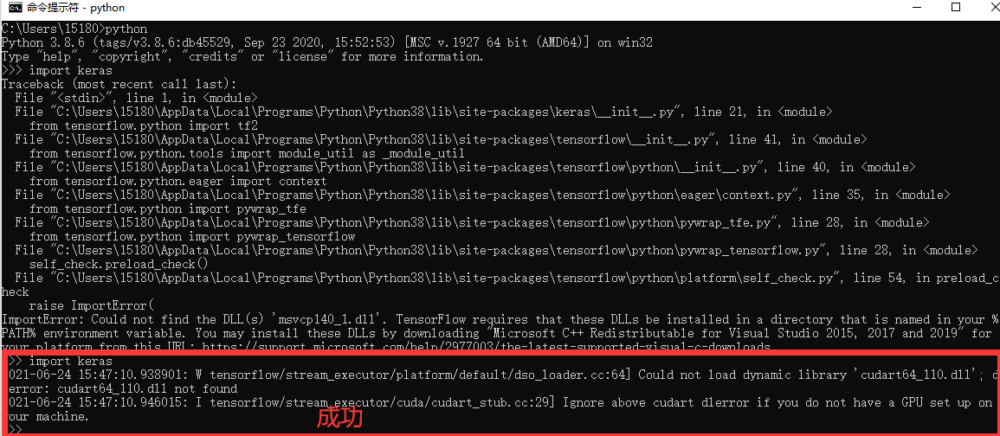 命令提示符 - python
C:\Users\15180>python
Python 3.8.6 (tags/v3.8.6:db45529, Sep 23 2020, 15:52:53) [MSC v.1927 64 bit (AMD64)] on win32
Type "help", "copyright", "credits" or "license" for more information.
>>> import keras
Traceback (most recent call last):
  File "<stdin>", line 1, in <module>
  File "C:\Users\15180\AppData\Local\Programs\Python\Python38\lib\site-packages\keras\__init__.py", line 21, in <module>
    from tensorflow.python import tf2
  File "C:\Users\15180\AppData\Local\Programs\Python\Python38\lib\site-packages\tensorflow\__init__.py", line 41, in <module>
    from tensorflow.python.tools import module_util as _module_util
  File "C:\Users\15180\AppData\Local\Programs\Python\Python38\lib\site-packages\tensorflow\python\__init__.py", line 40, in <module>
    from tensorflow.python.eager import context
  File "C:\Users\15180\AppData\Local\Programs\Python\Python38\lib\site-packages\tensorflow\python\eager\context.py", line 35, in <module>
    from tensorflow.python import pywrap_tfe
  File "C:\Users\15180\AppData\Local\Programs\Python\Python38\lib\site-packages\tensorflow\python\pywrap_tfe.py", line 28, in <module>
    from tensorflow.python import pywrap_tensorflow
  File "C:\Users\15180\AppData\Local\Programs\Python\Python38\lib\site-packages\tensorflow\python\pywrap_tensorflow.py", line 28, in <module>
    self_check.preload_check()
  File "C:\Users\15180\AppData\Local\Programs\Python\Python38\lib\site-packages\tensorflow\python\platform\self_check.py", line 54, in preload_c
heck
    raise ImportError(
ImportError: Could not find the DLL(s) 'msvcp140_1.dll'. TensorFlow requires that these DLLs be installed in a directory that is named in your %
PATH% environment variable. You may install these DLLs by downloading "Microsoft C++ Redistributable for Visual Studio 2015, 2017 and 2019" for
your platform from this URL: https://support.microsoft.com/help/2977003/the-latest-supported-visual-c-downloads
>> import keras
021-06-24 15:47:10.938901: W tensorflow/stream_executor/platform/default/dso_loader.cc:64] Could not load dynamic library 'cudart64_110.dll'; d
error: cudart64_110.dll not found
021-06-24 15:47:10.946015: I tensorflow/stream_executor/cuda/cudart_stub.cc:29] Ignore above cudart dlerror if you do not have a GPU set up on
our machine.
成功
>>